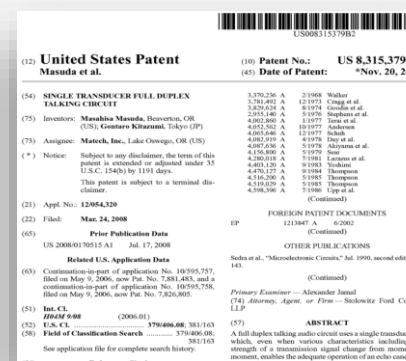 US008315379B2
(12) United States Patent
Masuda et al.
(10) Patent No.: US 8,315,379
(45) Date of Patent: *Nov. 20, 2
(54) SINGLE TRANSDUCER FULL DUPLEX
TALKING CIRCUIT
(75) Inventors: Masahisa Masuda, Beaverton, OR
(US); Gontaro Kitazumi, Tokyo (JP)
(73) Assignee: Matech, Inc., Lake Oswego, OR (US)
( * ) Notice: Subject to any disclaimer, the term of this
patent is extended or adjusted under 35
U.S.C. 154(b) by 1191 days.
This patent is subject to a terminal dis-
claimer.
(21) Appl. No.: 12/054,320
(22) Filed: Mar. 24, 2008
(65) Prior Publication Data
US 2008/0170515 A1 Jul. 17, 2008
Related U.S. Application Data
(63) Continuation-in-part of application No. 10/595,757,
filed on May 9, 2006, now Pat. No. 7,881,483, and a
continuation-in-part of application No. 10/595,758,
filed on May 9, 2006, now Pat. No. 7,826,805.
(51) Int. Cl.
H04M 9/08 (2006.01)
(52) U.S. Cl. 379/406.08; 381/163
(58) Field of Classification Search 379/406.08;
381/163
See application file for complete search history.
3,370,236 A 2/1968 Walker
3,781,492 A 12/1973 Cragg et al.
3,829,624 A 8/1974 Goodin et al.
2,955,140 A 5/1976 Stephens et al.
4,002,860 A 1/1977 Terai et al.
4,052,562 A 10/1977 Andersen
4,065,646 A 12/1977 Schuh
4,082,919 A 4/1978 Day et al.
4,087,636 A 5/1978 Akiyama et al.
4,156,800 A 5/1979 Sear
4,280,018 A 7/1981 Lazarus et al.
4,403,120 A 9/1983 Yoshimi
4,470,127 A 9/1984 Thompson
4,516,200 A 5/1985 Thompson
4,519,029 A 5/1985 Thompson
4,598,396 A 7/1986 Upp et al.
(Continued)
FOREIGN PATENT DOCUMENTS
EP 1213847 A 6/2002
(Continued)
OTHER PUBLICATIONS
Sedra et al., "Microelectronic Circuits," Jul. 1990, second edit
143.
(Continued)
Primary Examiner — Alexander Jamal
(74) Attorney, Agent, or Firm — Stolowitz Ford Co
LLP
(57) ABSTRACT
A full duplex talking audio circuit uses a single transduc
which, even when various characteristics includin
strength of a transmission signal change from mome
moment, enables the adequate operation of an echo can